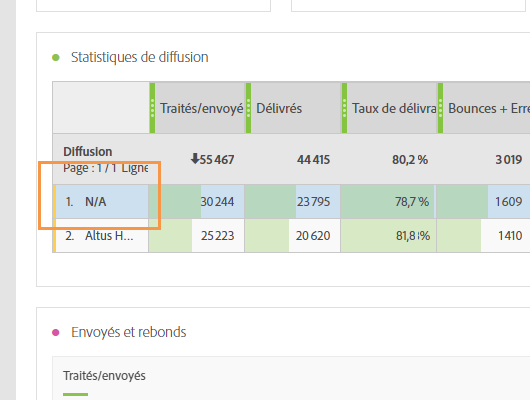 Statistiques de diffusion
Traités/envoyé Délivrés Taux de délivra Bounces + Erre
Diffusion
Page : 1 / 1 Ligne
55 467 44 415 80,2 % 3 019
1. N/A 30 244 23 795 78,7 % 1 609
2. Altus H... 25 223 20 620 81,8 % 1 410
Envoyés et rebonds
Traités/envoyés